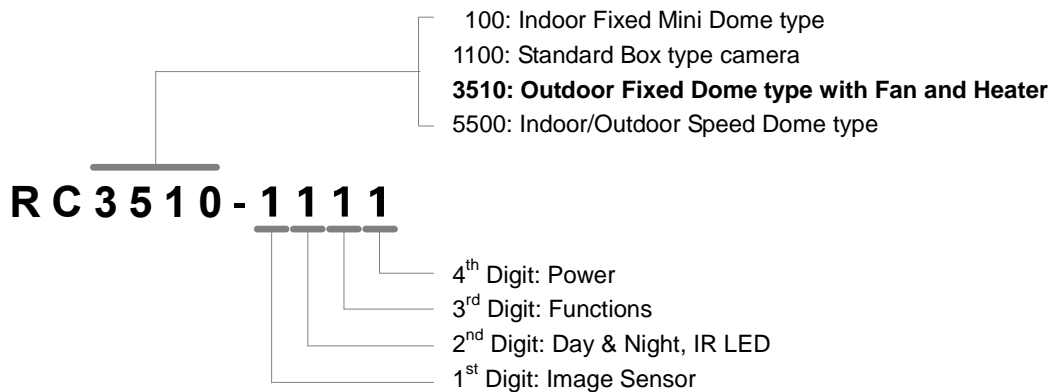 100: Indoor Fixed Mini Dome type
1100: Standard Box type camera
3510: Outdoor Fixed Dome type with Fan and Heater
5500: Indoor/Outdoor Speed Dome type
RC3510-1111
4th Digit: Power
3rd Digit: Functions
2nd Digit: Day & Night, IR LED
1st Digit: Image Sensor